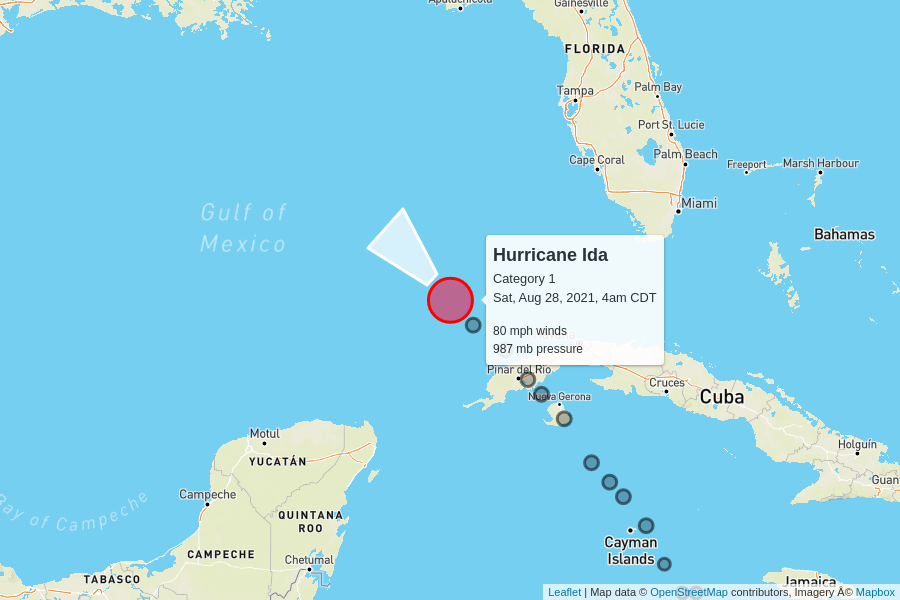 Apalachicola
Gainesville
FLORIDA
Tampa
Palm Bay
Port St. Lucie
Palm Beach
Cape Coral
Freeport
Marsh Harbour
Miami
Gulf of
Mexico
Bahamas
Hurricane Ida
Category 1
Sat, Aug 28, 2021, 4am CDT
80 mph winds
987 mb pressure
Pinar del Río
Cruces
Nueva Gerona
Cuba
Motul
Holguín
YUCATÁN
Guan
Campeche
Bay of Campeche
QUINTANA
ROO
Cayman
Islands
CAMPECHE
Chetumal
TABASCO
Jamaica
Leaflet | Map data © OpenStreetMap contributors, Imagery Â© Mapbox